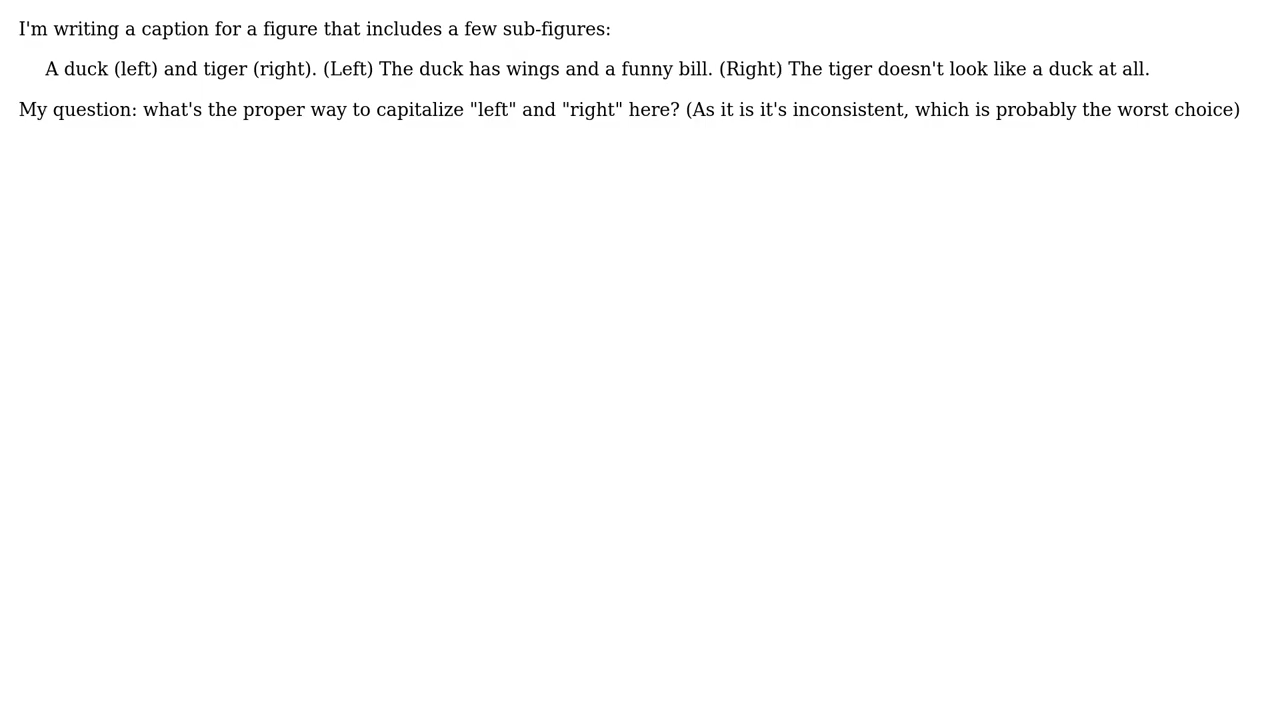 I'm writing a caption for a figure that includes a few sub-figures:
A duck (left) and tiger (right). (Left) The duck has wings and a funny bill. (Right) The tiger doesn't look like a duck at all.
My question: what's the proper way to capitalize "left" and "right" here? (As it is it's inconsistent, which is probably the worst choice)